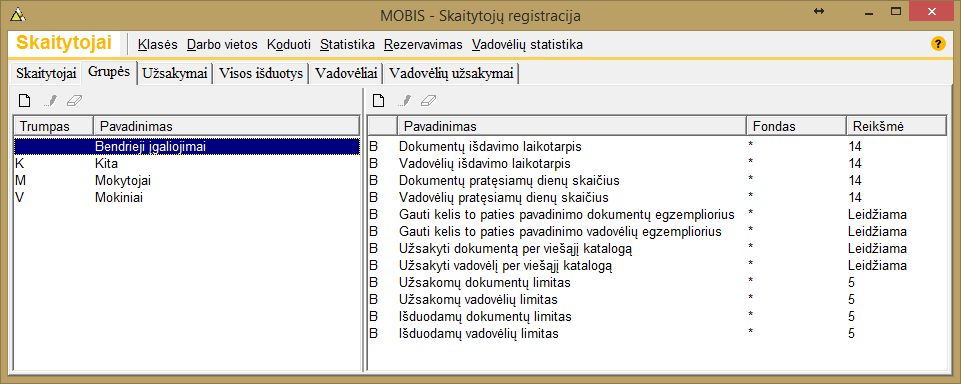 MOBIS - Skaitytojų registracija
Skaitytojai Klasės Darbo vietos Koduoti Statistika Rezervavimas Vadovėlių statistika ?
Skaitytojai Grupės Užsakymai Visos išduotys Vadovėliai Vadovėlių užsakymai
Trumpas Pavadinimas
Bendrieji įgaliojimai
K Kita
M Mokytojai
V Mokiniai
Pavadinimas Fondas Reikšmė
B Dokumentų išdavimo laikotarpis * 14
B Vadovėlių išdavimo laikotarpis * 14
B Dokumentų pratęsiamų dienų skaičius * 14
B Vadovėlių pratęsiamų dienų skaičius * 14
B Gauti kelis to paties pavadinimo dokumentų egzempliorius * Leidžiama
B Gauti kelis to paties pavadinimo vadovėlių egzempliorius * Leidžiama
B Užsakyti dokumentą per viešąjį katalogą * Leidžiama
B Užsakyti vadovėlį per viešąjį katalogą * Leidžiama
B Užsakomų dokumentų limitas * 5
B Užsakomų vadovėlių limitas * 5
B Išduodamų dokumentų limitas * 5
B Išduodamų vadovėlių limitas * 5